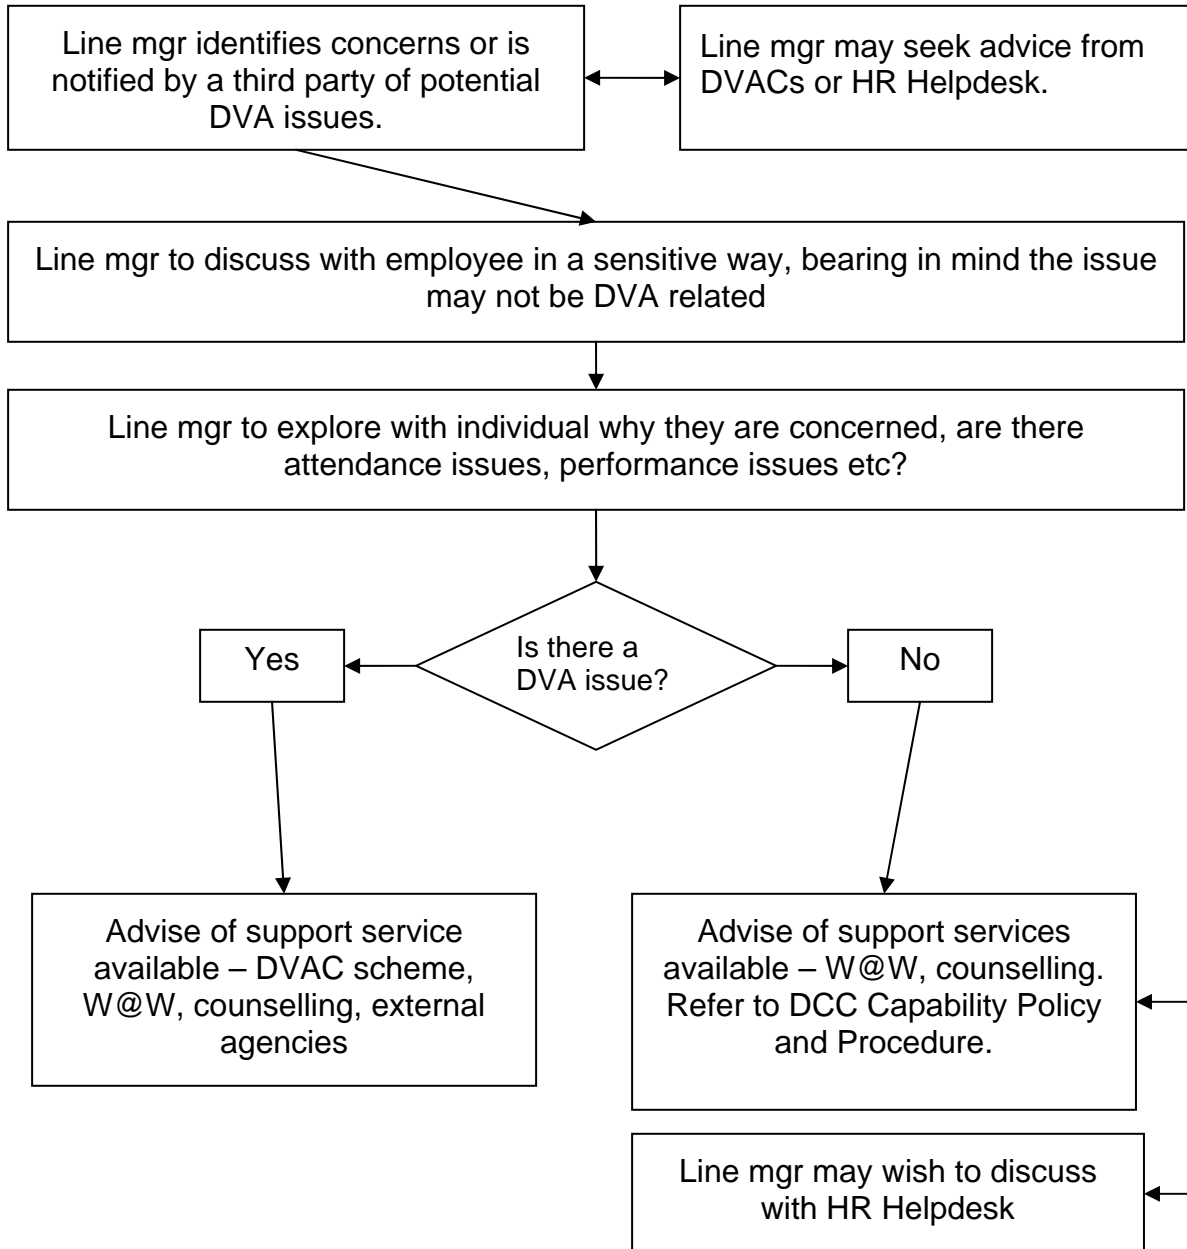 Line mgr identifies concerns or is
notified by a third party of potential
DVA issues.
Line mgr may seek advice from
DVACs or HR Helpdesk.
Line mgr to discuss with employee in a sensitive way, bearing in mind the issue
may not be DVA related
Line mgr to explore with individual why they are concerned, are there
attendance issues, performance issues etc?
Is there a
DVA issue?
Yes
No
Advise of support service
available – DVAC scheme,
W@W, counselling, external
agencies
Advise of support services
available – W@W, counselling.
Refer to DCC Capability Policy
and Procedure.
Line mgr may wish to discuss
with HR Helpdesk